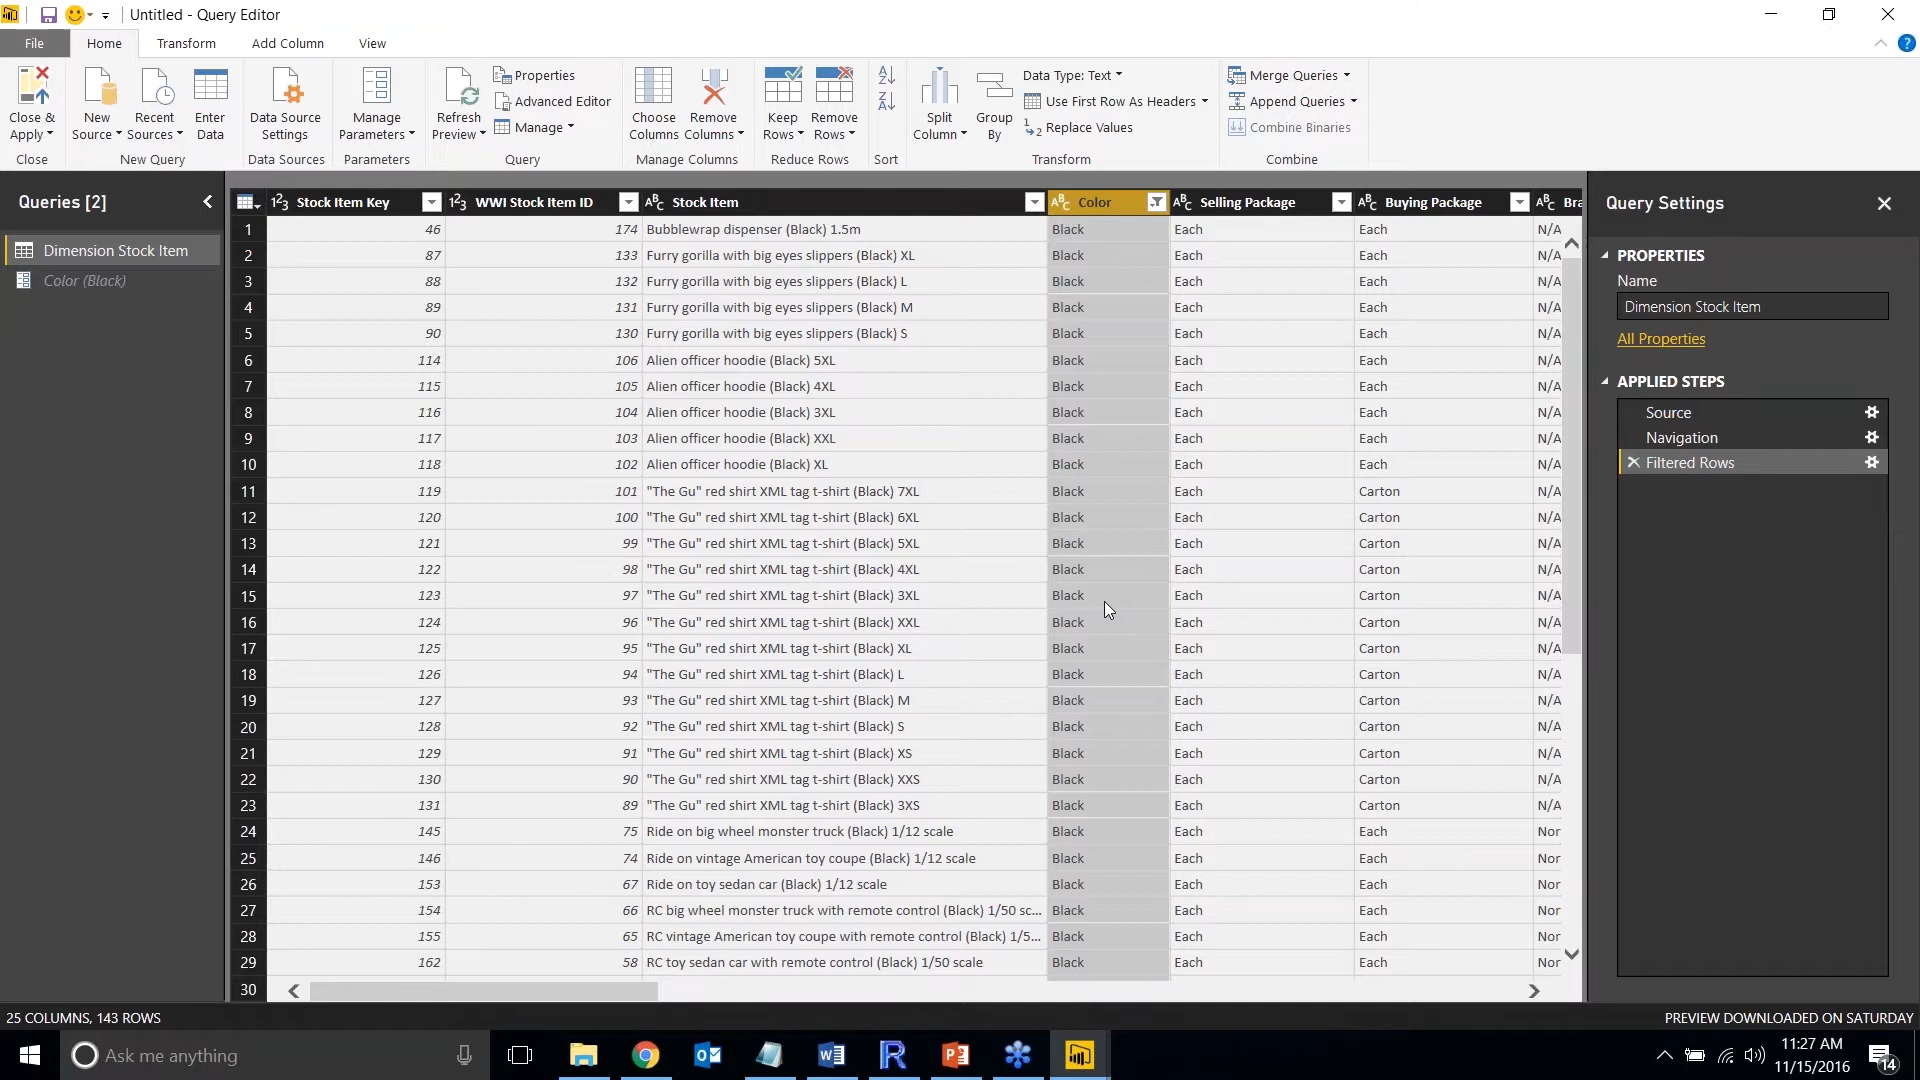 Untitled - Query Editor
File Home Transform Add Column View
Close & Apply
New Source
Recent Sources
Enter Data
Data Source Settings
Manage Parameters
Refresh Preview
Properties
Advanced Editor
Manage
Choose Columns
Remove Columns
Keep Rows
Remove Rows
Split Column
Group By
Data Type: Text
Use First Row As Headers
Replace Values
Merge Queries
Append Queries
Combine Binaries
Close New Query Data Sources Parameters Query Manage Columns Reduce Rows Sort Transform Combine
Queries [2]
Dimension Stock Item
Color (Black)
Stock Item Key WWI Stock Item ID Stock Item Color Selling Package Buying Package Bra
1 46 174 Bubblewrap dispenser (Black) 1.5m Black Each Each N/A
2 87 133 Furry gorilla with big eyes slippers (Black) XL Black Each Each N/A
3 88 132 Furry gorilla with big eyes slippers (Black) L Black Each Each N/A
4 89 131 Furry gorilla with big eyes slippers (Black) M Black Each Each N/A
5 90 130 Furry gorilla with big eyes slippers (Black) S Black Each Each N/A
6 114 106 Alien officer hoodie (Black) 5XL Black Each Each N/A
7 115 105 Alien officer hoodie (Black) 4XL Black Each Each N/A
8 116 104 Alien officer hoodie (Black) 3XL Black Each Each N/A
9 117 103 Alien officer hoodie (Black) XXL Black Each Each N/A
10 118 102 Alien officer hoodie (Black) XL Black Each Each N/A
11 119 101 "The Gu" red shirt XML tag t-shirt (Black) 7XL Black Each Carton N/A
12 120 100 "The Gu" red shirt XML tag t-shirt (Black) 6XL Black Each Carton N/A
13 121 99 "The Gu" red shirt XML tag t-shirt (Black) 5XL Black Each Carton N/A
14 122 98 "The Gu" red shirt XML tag t-shirt (Black) 4XL Black Each Carton N/A
15 123 97 "The Gu" red shirt XML tag t-shirt (Black) 3XL Black Each Carton N/A
16 124 96 "The Gu" red shirt XML tag t-shirt (Black) XXL Black Each Carton N/A
17 125 95 "The Gu" red shirt XML tag t-shirt (Black) XL Black Each Carton N/A
18 126 94 "The Gu" red shirt XML tag t-shirt (Black) L Black Each Carton N/A
19 127 93 "The Gu" red shirt XML tag t-shirt (Black) M Black Each Carton N/A
20 128 92 "The Gu" red shirt XML tag t-shirt (Black) S Black Each Carton N/A
21 129 91 "The Gu" red shirt XML tag t-shirt (Black) XS Black Each Carton N/A
22 130 90 "The Gu" red shirt XML tag t-shirt (Black) XXS Black Each Carton N/A
23 131 89 "The Gu" red shirt XML tag t-shirt (Black) 3XS Black Each Carton N/A
24 145 75 Ride on big wheel monster truck (Black) 1/12 scale Black Each Each Nor
25 146 74 Ride on vintage American toy coupe (Black) 1/12 scale Black Each Each Nor
26 153 67 Ride on toy sedan car (Black) 1/12 scale Black Each Each Nor
27 154 66 RC big wheel monster truck with remote control (Black) 1/50 sc... Black Each Each Nor
28 155 65 RC vintage American toy coupe with remote control (Black) 1/5... Black Each Each Nor
29 162 58 RC toy sedan car with remote control (Black) 1/50 scale Black Each Each Nor
30
Query Settings
PROPERTIES
Name
Dimension Stock Item
All Properties
APPLIED STEPS
Source
Navigation
Filtered Rows
25 COLUMNS, 143 ROWS
PREVIEW DOWNLOADED ON SATURDAY
Ask me anything
11:27 AM
11/15/2016
14